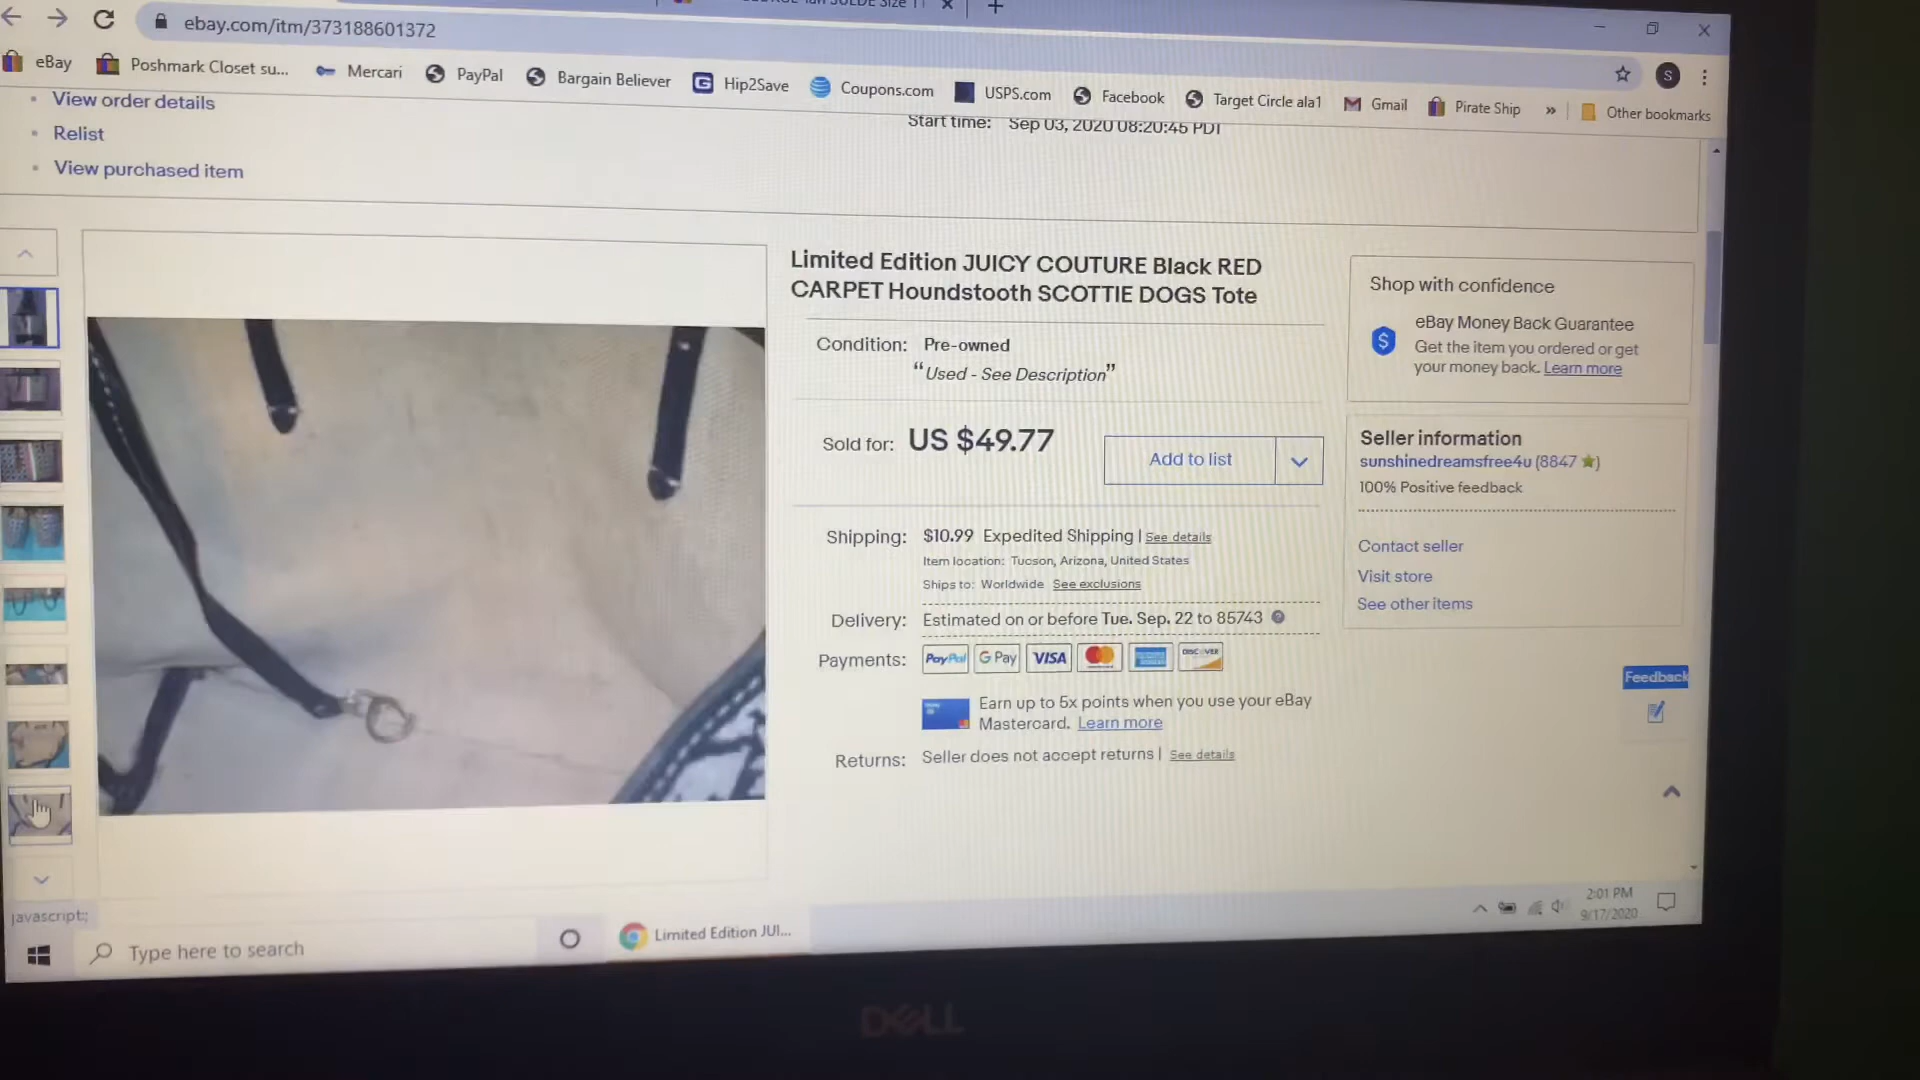 ebay.com/itm/373188601372
eBay
Poshmark Closet su...
Mercari
PayPal
Bargain Believer
Hip2Save
Coupons.com
USPS.com
Facebook
Target Circle ala1
Gmail
Pirate Ship
»
Other bookmarks
S
View order details
Relist
View purchased item
Start time: Sep 03, 2020 08:20:45 PDT
Limited Edition JUICY COUTURE Black RED
CARPET Houndstooth SCOTTIE DOGS Tote
Condition: Pre-owned
“Used - See Description”
Sold for: US $49.77
Add to list
Shipping: $10.99 Expedited Shipping | See details
Item location: Tucson, Arizona, United States
Ships to: Worldwide See exclusions
Delivery: Estimated on or before Tue. Sep. 22 to 85743
Payments: PayPal G Pay VISA DISCOVER
Earn up to 5x points when you use your eBay
Mastercard. Learn more
Returns: Seller does not accept returns | See details
Shop with confidence
eBay Money Back Guarantee
Get the item you ordered or get
your money back. Learn more
Seller information
sunshinedreamsfree4u (8847)
100% Positive feedback
Contact seller
Visit store
See other items
Feedback
javascript:;
Type here to search
Limited Edition JUI...
2:01 PM
9/17/2020
DELL